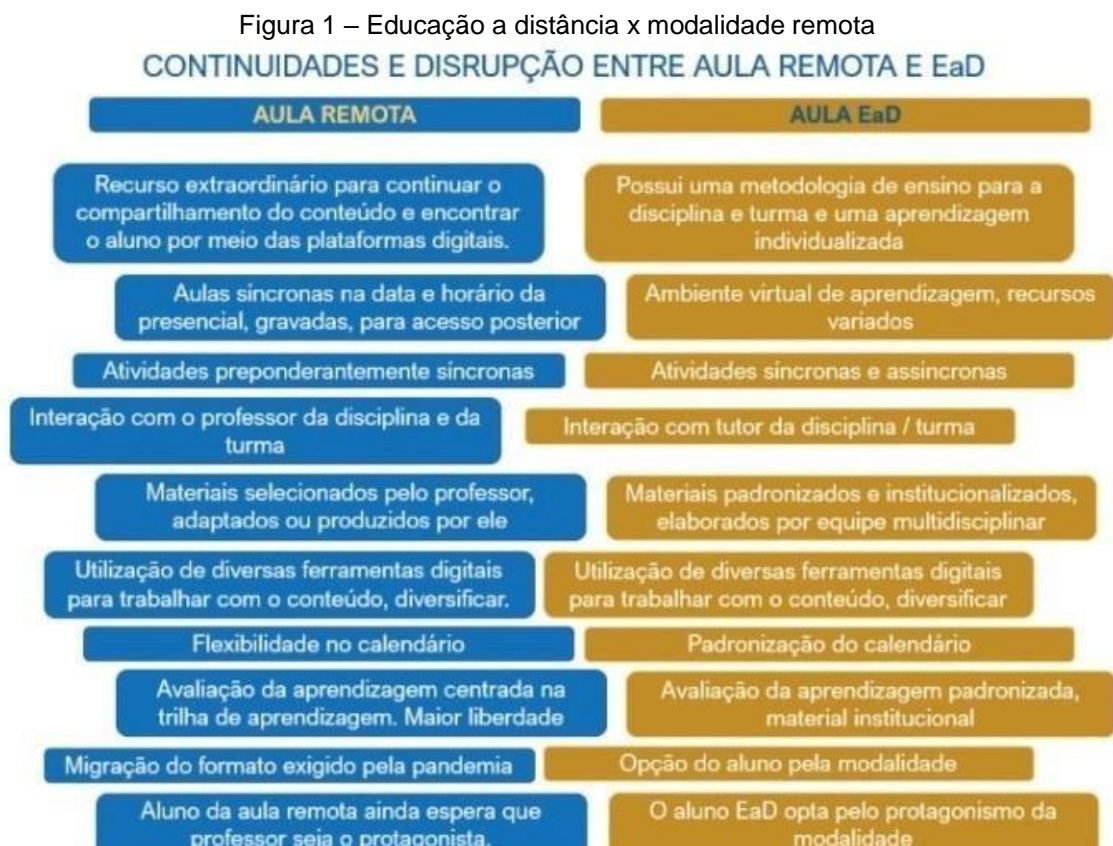 Figura 1 – Educação a distância x modalidade remota
CONTINUIDADES E DISRUPÇÃO ENTRE AULA REMOTA E EaD
AULA REMOTA
AULA EaD
Recurso extraordinário para continuar o
compartilhamento do conteúdo e encontrar
o aluno por meio das plataformas digitais.
Possui uma metodologia de ensino para a
disciplina e turma e uma aprendizagem
individualizada
Aulas síncronas na data e horário da
presencial, gravadas, para acesso posterior
Ambiente virtual de aprendizagem, recursos
variados
Atividades preponderantemente síncronas
Atividades síncronas e assíncronas
Interação com o professor da disciplina e da
turma
Interação com tutor da disciplina / turma
Materiais selecionados pelo professor,
adaptados ou produzidos por ele
Materiais padronizados e institucionalizados,
elaborados por equipe multidisciplinar
Utilização de diversas ferramentas digitais
para trabalhar com o conteúdo, diversificar.
Utilização de diversas ferramentas digitais
para trabalhar com o conteúdo, diversificar
Flexibilidade no calendário
Padronização do calendário
Avaliação da aprendizagem centrada na
trilha de aprendizagem. Maior liberdade
Avaliação da aprendizagem padronizada,
material institucional
Migração do formato exigido pela pandemia
Opção do aluno pela modalidade
Aluno da aula remota ainda espera que
professor seja o protagonista.
O aluno EaD opta pelo protagonismo da
modalidade